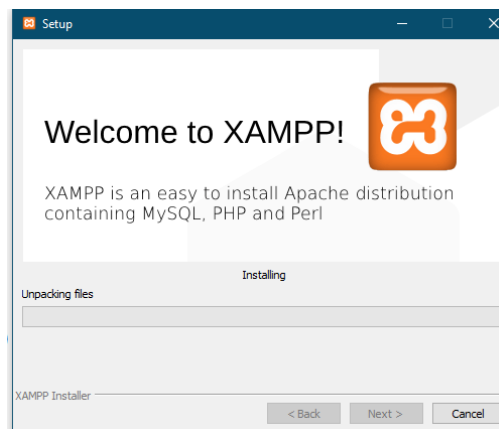 Setup
Welcome to XAMPP!
XAMPP is an easy to install Apache distribution
containing MySQL, PHP and Perl
Installing
Unpacking files
XAMPP Installer
< Back
Next >
Cancel